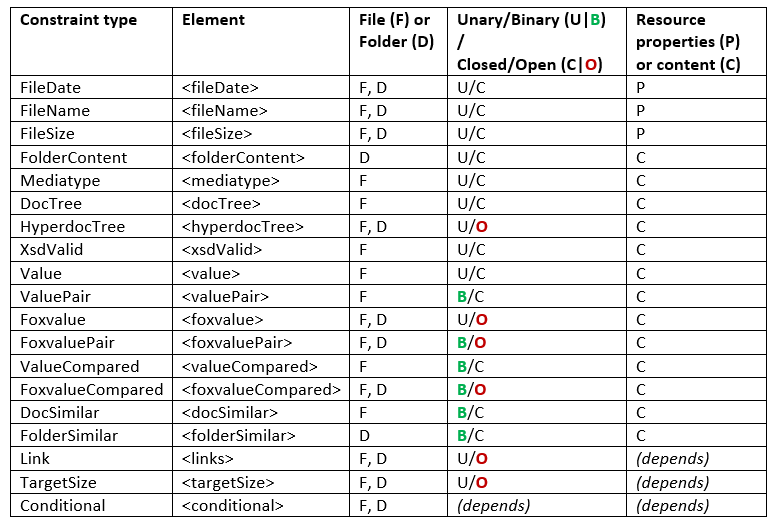 Constraint type Element File (F) or Folder (D) Unary/Binary (U|B) / Closed/Open (C|O) Resource properties (P) or content (C)
FileDate <fileDate> F, D U/C P
FileName <fileName> F, D U/C P
FileSize <fileSize> F, D U/C P
FolderContent <folderContent> D U/C C
Mediatype <mediatype> F U/C C
DocTree <docTree> F U/C C
HyperdocTree <hyperdocTree> F, D U/O C
XsdValid <xsdValid> F U/C C
Value <value> F U/C C
ValuePair <valuePair> F B/C C
Foxvalue <foxvalue> F, D U/O C
FoxvaluePair <foxvaluePair> F, D B/O C
ValueCompared <valueCompared> F B/C C
FoxvalueCompared <foxvalueCompared> F, D B/O C
DocSimilar <docSimilar> F B/C C
FolderSimilar <folderSimilar> D B/C C
Link <links> F, D U/O (depends)
TargetSize <targetSize> F, D U/O (depends)
Conditional <conditional> F, D (depends) (depends)